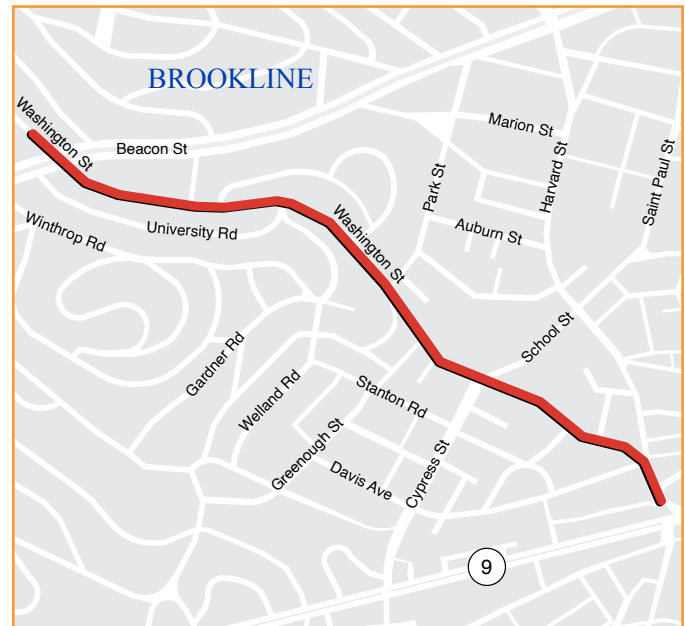 BROOKLINE
Washington St
Beacon St
Marion St
Harvard St
Saint Paul St
Park St
Winthrop Rd
University Rd
Washington St
Auburn St
School St
Gardner Rd
Welland Rd
Stanton Rd
Greenough St
Davis Ave
Cypress St
9